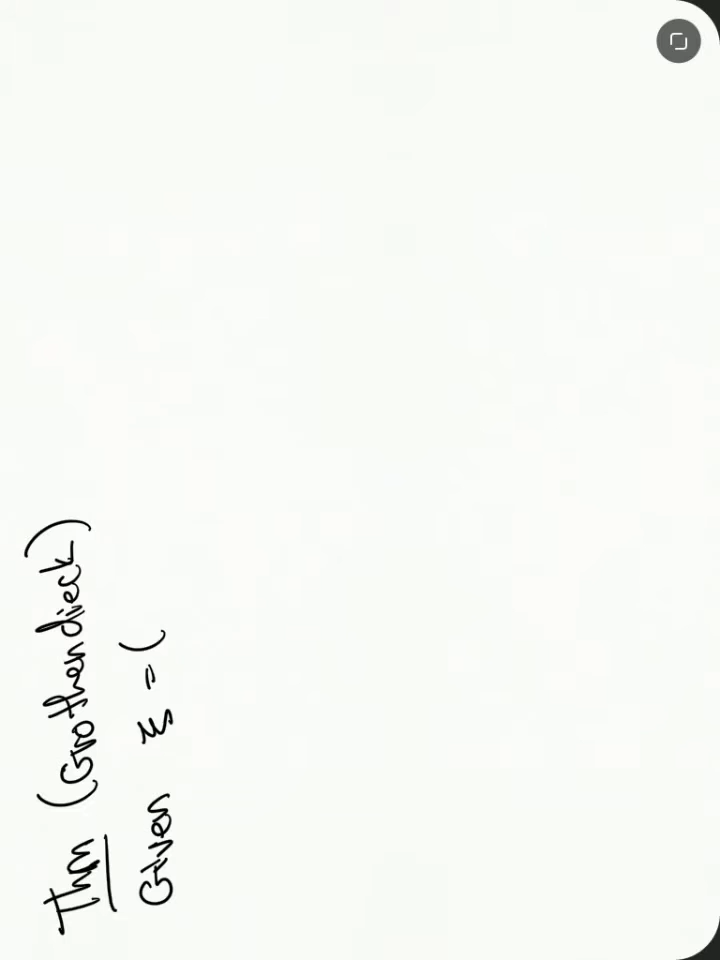 Thm (Grothendieck)
Given ξ = (